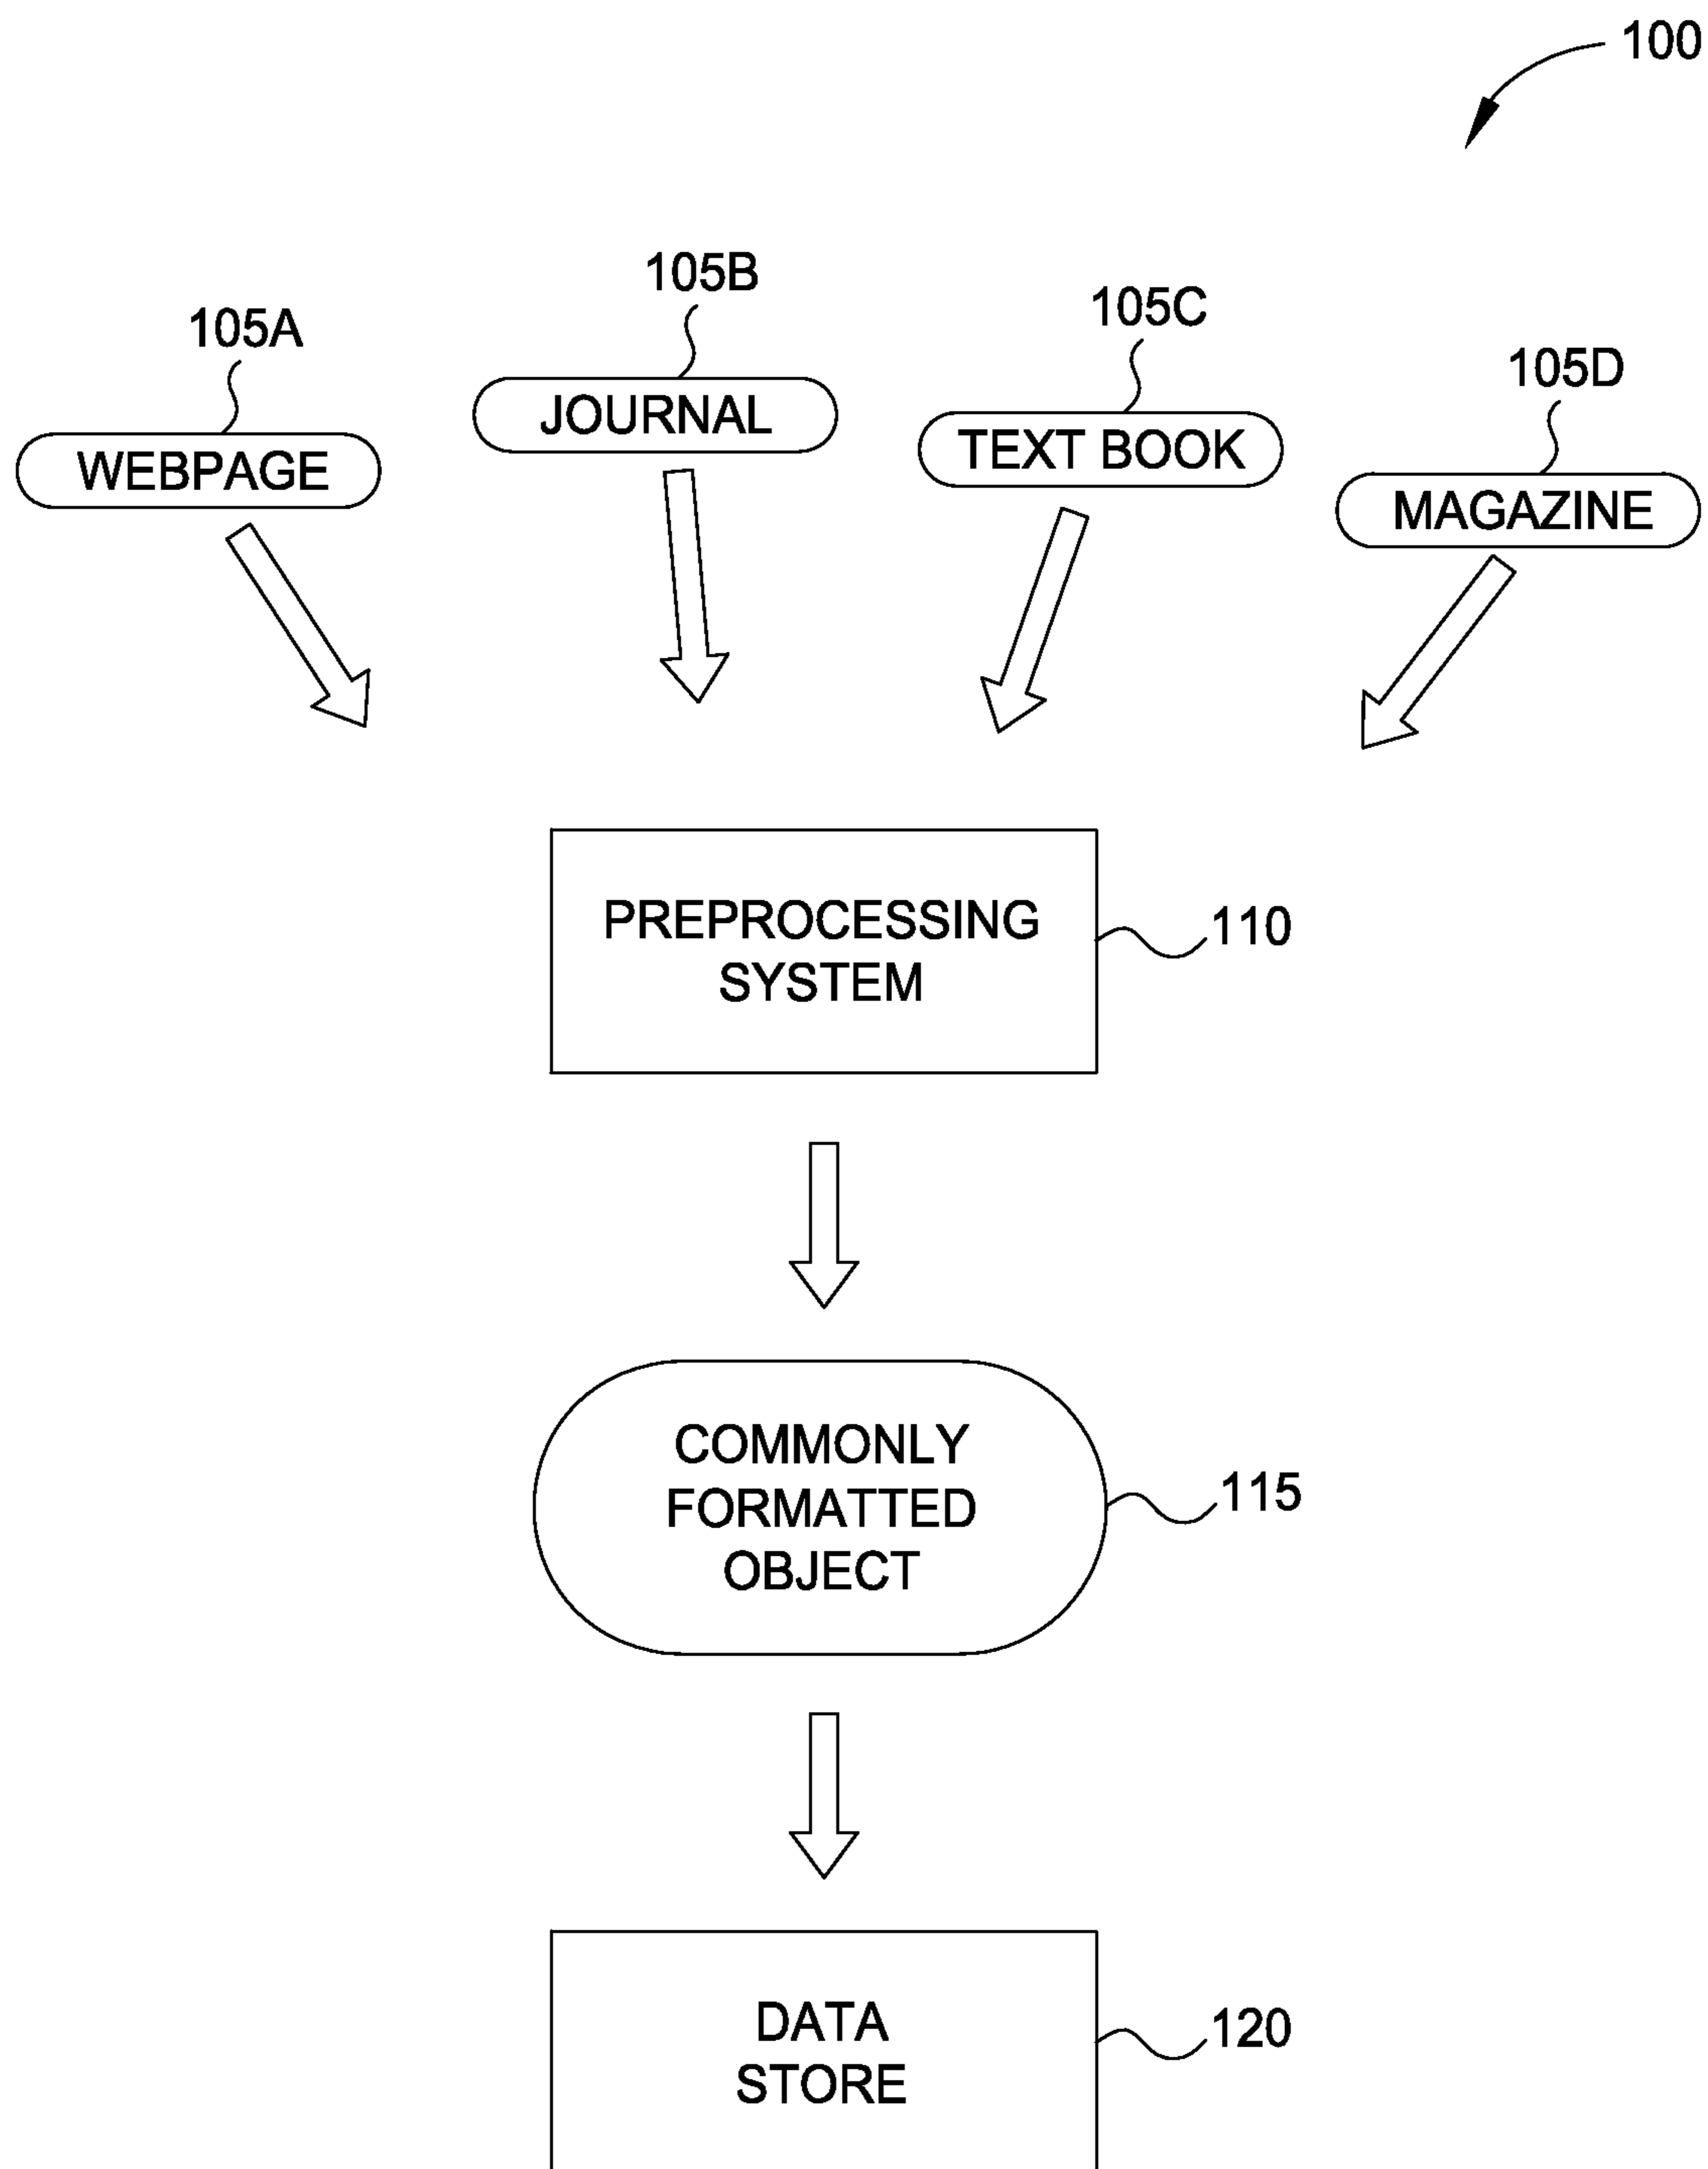 100
105B
105C
105A
105D
JOURNAL
TEXT BOOK
WEBPAGE
MAGAZINE
PREPROCESSING
SYSTEM
110
COMMONLY
FORMATTED
OBJECT
115
DATA
STORE
120